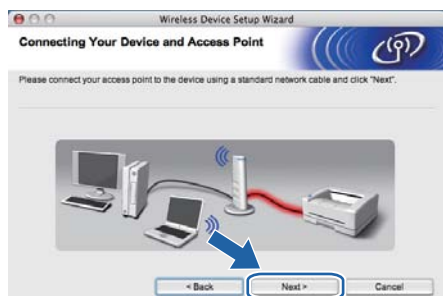 Wireless Device Setup Wizard
Connecting Your Device and Access Point
Please connect your access point to the device using a standard network cable and click "Next".
< Back Next > Cancel